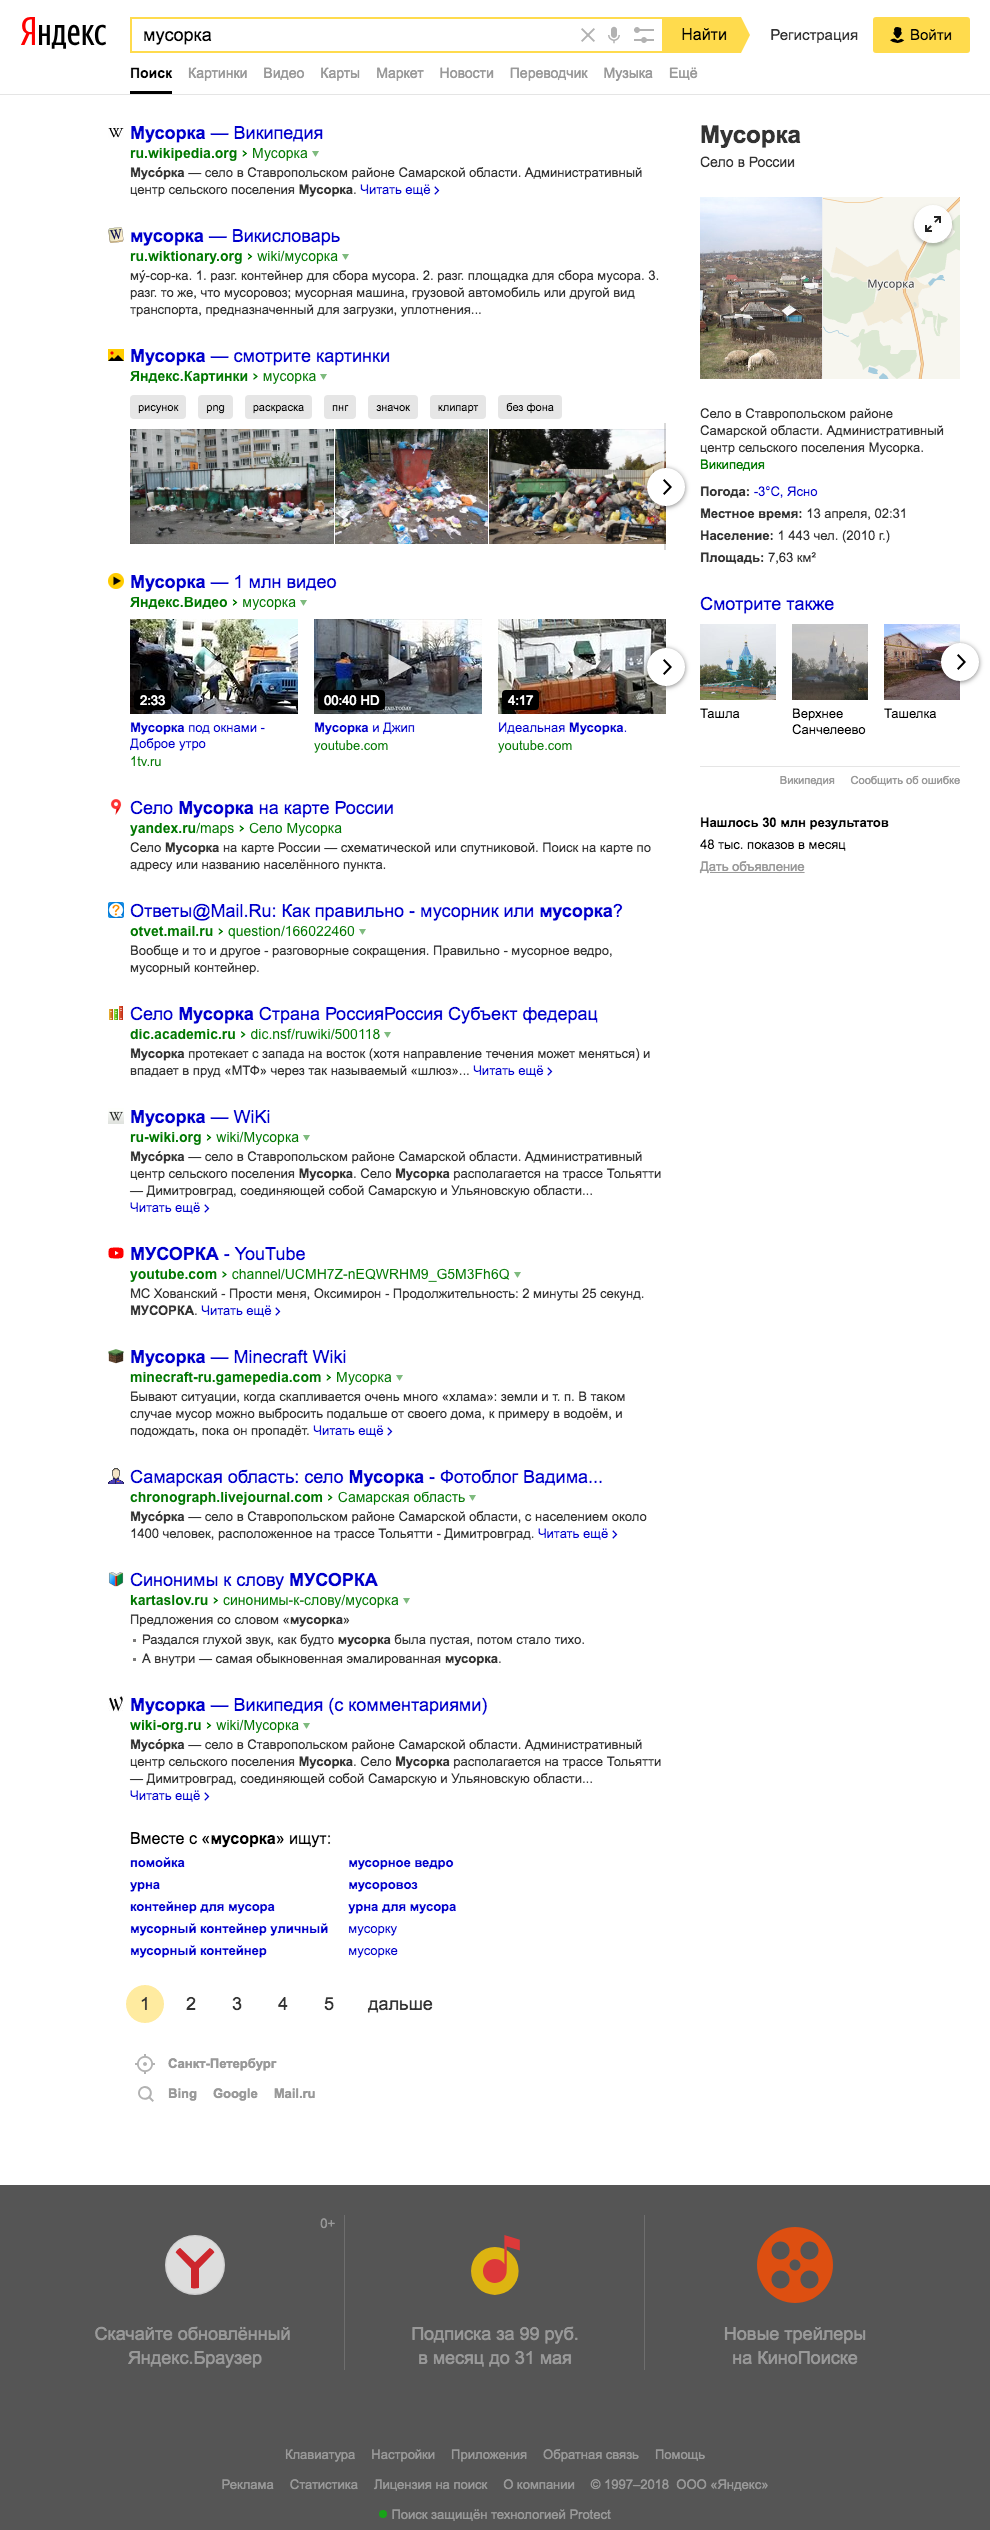 Яндекс
мусорка
Найти
Регистрация
Войти
Поиск Картинки Видео Карты Маркет Новости Переводчик Музыка Ещё
Мусорка — Википедия
ru.wikipedia.org › Мусорка
Мусо́рка — село в Ставропольском районе Самарской области. Административный
центр сельского поселения Мусорка. Читать ещё ›
мусорка — Викисловарь
ru.wiktionary.org › wiki/мусорка
му́-сор-ка. 1. разг. контейнер для сбора мусора. 2. разг. площадка для сбора мусора. 3.
разг. то же, что мусоровоз; мусорная машина, грузовой автомобиль или другой вид
транспорта, предназначенный для загрузки, уплотнения...
Мусорка — смотрите картинки
Яндекс.Картинки › мусорка
рисунок png раскраска пнг значок клипарт без фона
Мусорка — 1 млн видео
Яндекс.Видео › мусорка
2:33
00:40 HD
4:17
Мусорка под окнами -
Доброе утро
1tv.ru
Мусорка и Джип
youtube.com
Идеальная Мусорка.
youtube.com
Село Мусорка на карте России
yandex.ru/maps › Село Мусорка
Село Мусорка на карте России — схематической или спутниковой. Поиск на карте по
адресу или названию населённого пункта.
Ответы@Mail.Ru: Как правильно - мусорник или мусорка?
otvet.mail.ru › question/166022460
Вообще и то и другое - разговорные сокращения. Правильно - мусорное ведро,
мусорный контейнер.
Село Мусорка Страна РоссияРоссия Субъект федерац
dic.academic.ru › dic.nsf/ruwiki/500118
Мусорка протекает с запада на восток (хотя направление течения может меняться) и
впадает в пруд «МТФ» через так называемый «шлюз»... Читать ещё ›
Мусорка — WiKi
ru-wiki.org › wiki/Мусорка
Мусо́рка — село в Ставропольском районе Самарской области. Административный
центр сельского поселения Мусорка. Село Мусорка располагается на трассе Тольятти
— Димитровград, соединяющей собой Самарскую и Ульяновскую области...
Читать ещё ›
МУСОРКА - YouTube
youtube.com › channel/UCMH7Z-nEQWRHM9_G5M3Fh6Q
МС Хованский - Прости меня, Оксимирон - Продолжительность: 2 минуты 25 секунд.
МУСОРКА. Читать ещё ›
Мусорка — Minecraft Wiki
minecraft-ru.gamepedia.com › Мусорка
Бывают ситуации, когда скапливается очень много «хлама»: земли и т. п. В таком
случае мусор можно выбросить подальше от своего дома, к примеру в водоём, и
подождать, пока он пропадёт. Читать ещё ›
Самарская область: село Мусорка - Фотоблог Вадима...
chronograph.livejournal.com › Самарская область
Мусо́рка — село в Ставропольском районе Самарской области, с населением около
1400 человек, расположенное на трассе Тольятти - Димитровград. Читать ещё ›
Синонимы к слову МУСОРКА
kartaslov.ru › синонимы-к-слову/мусорка
Предложения со словом «мусорка»
▪ Раздался глухой звук, как будто мусорка была пустая, потом стало тихо.
▪ А внутри — самая обыкновенная эмалированная мусорка.
Мусорка — Википедия (с комментариями)
wiki-org.ru › wiki/Мусорка
Мусо́рка — село в Ставропольском районе Самарской области. Административный
центр сельского поселения Мусорка. Село Мусорка располагается на трассе Тольятти
— Димитровград, соединяющей собой Самарскую и Ульяновскую области...
Читать ещё ›
Вместе с «мусорка» ищут:
помойка мусорное ведро
урна мусоровоз
контейнер для мусора урна для мусора
мусорный контейнер уличный мусорку
мусорный контейнер мусорке
1 2 3 4 5 дальше
Санкт-Петербург
Bing Google Mail.ru
Мусорка
Село в России
Мусорка
Село в Ставропольском районе
Самарской области. Административный
центр сельского поселения Мусорка.
Википедия
Погода: -3°C, Ясно
Местное время: 13 апреля, 02:31
Население: 1 443 чел. (2010 г.)
Площадь: 7,63 км²
Смотрите также
Ташла
Верхнее
Санчелеево
Ташелка
Википедия Сообщить об ошибке
Нашлось 30 млн результатов
48 тыс. показов в месяц
Дать объявление
0+
Скачайте обновлённый
Яндекс.Браузер
Подписка за 99 руб.
в месяц до 31 мая
Новые трейлеры
на КиноПоиске
Клавиатура Настройки Приложения Обратная связь Помощь
Реклама Статистика Лицензия на поиск О компании © 1997–2018 ООО «Яндекс»
Поиск защищён технологией Protect